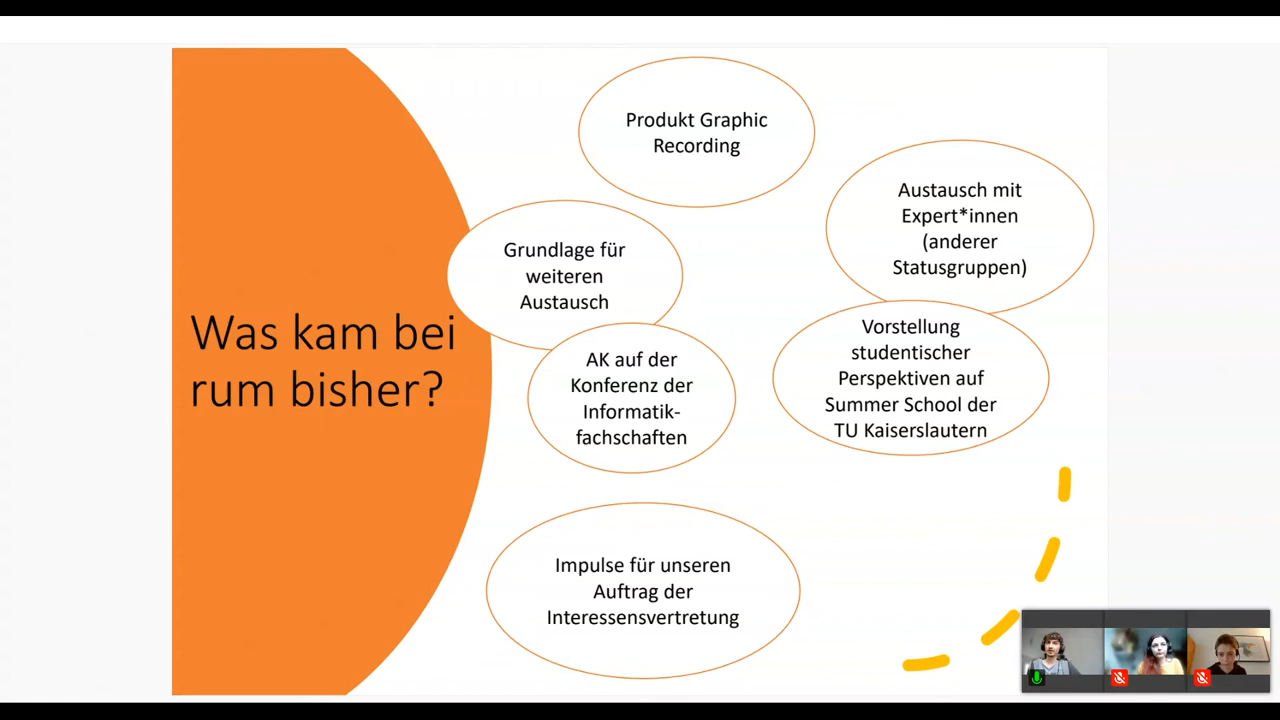 Was kam bei
rum bisher?
Produkt Graphic
Recording
Austausch mit
Expert*innen
(anderer
Statusgruppen)
Grundlage für
weiteren
Austausch
Vorstellung
studentischer
Perspektiven auf
Summer School der
TU Kaiserslautern
AK auf der
Konferenz der
Informatik-
fachschaften
Impulse für unseren
Auftrag der
Interessensvertretung